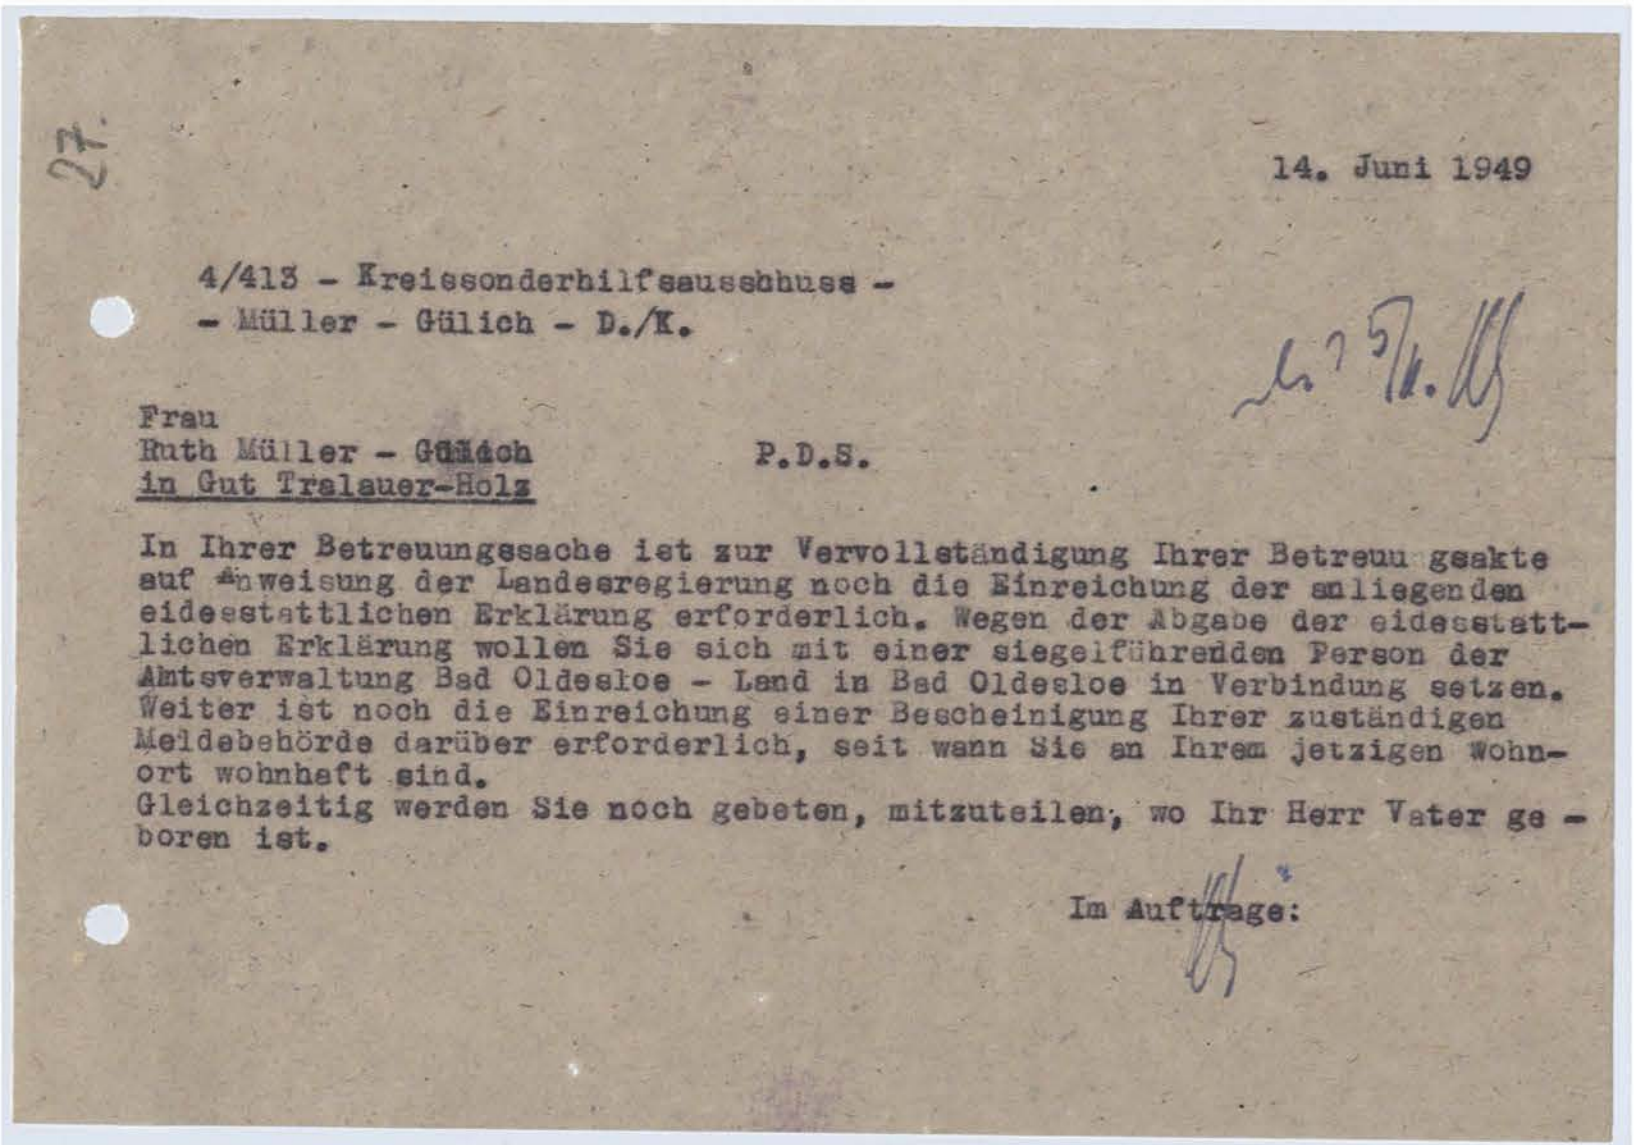 27.
14. Juni 1949
4/413 - Kreissonderhilfsausschhuss -
- Müller - Gülich - D./K.
Frau
Ruth Müller - Gülich
P.D.S.
in Gut Tralauer-Holz
In Ihrer Betreuungssache ist zur Vervollständigung Ihrer Betreuu gsakte
auf Anweisung der Landesregierung noch die Einreichung der anliegenden
eidesstattlichen Erklärung erforderlich. Wegen der Abgabe der eidesstatt-
lichen Erklärung wollen Sie sich mit einer siegelführendden Person der
Amtsverwaltung Bad Oldesloe - Land in Bad Oldesloe in Verbindung setzen.
Weiter ist noch die Einreichung einer Bescheinigung Ihrer zuständigen
Meldebehörde darüber erforderlich, seit wann Sie an Ihrem jetzigen Wohn-
ort wohnhaft sind.
Gleichzeitig werden Sie noch gebeten, mitzuteilen, wo Ihr Herr Vater ge -
boren ist.
Im Auftrage: